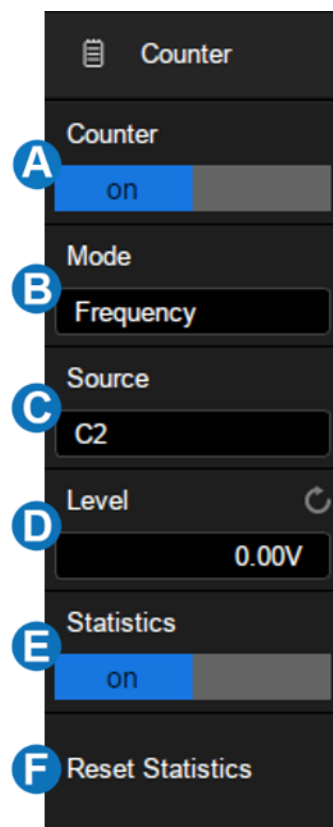 Counter
Counter
A
on
Mode
B
Frequency
Source
C
C2
Level
D
0.00V
Statistics
E
on
F Reset Statistics